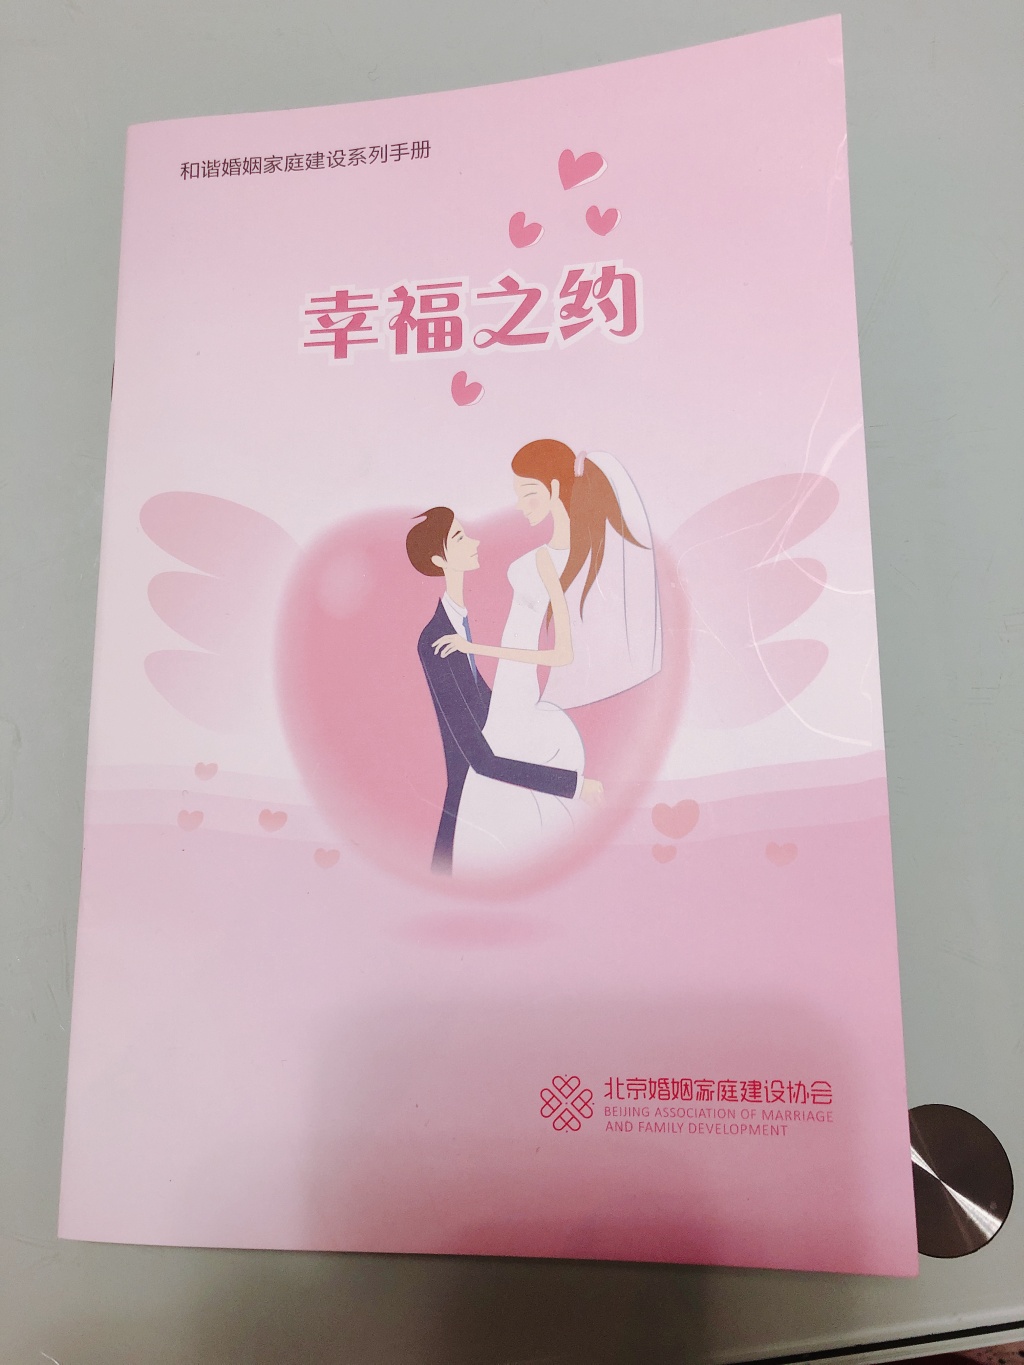 和谐婚姻家庭建设系列手册
幸福之约
北京婚姻家庭建设协会
BEIJING ASSOCIATION OF MARRIAGE
AND FAMILY DEVELOPMENT